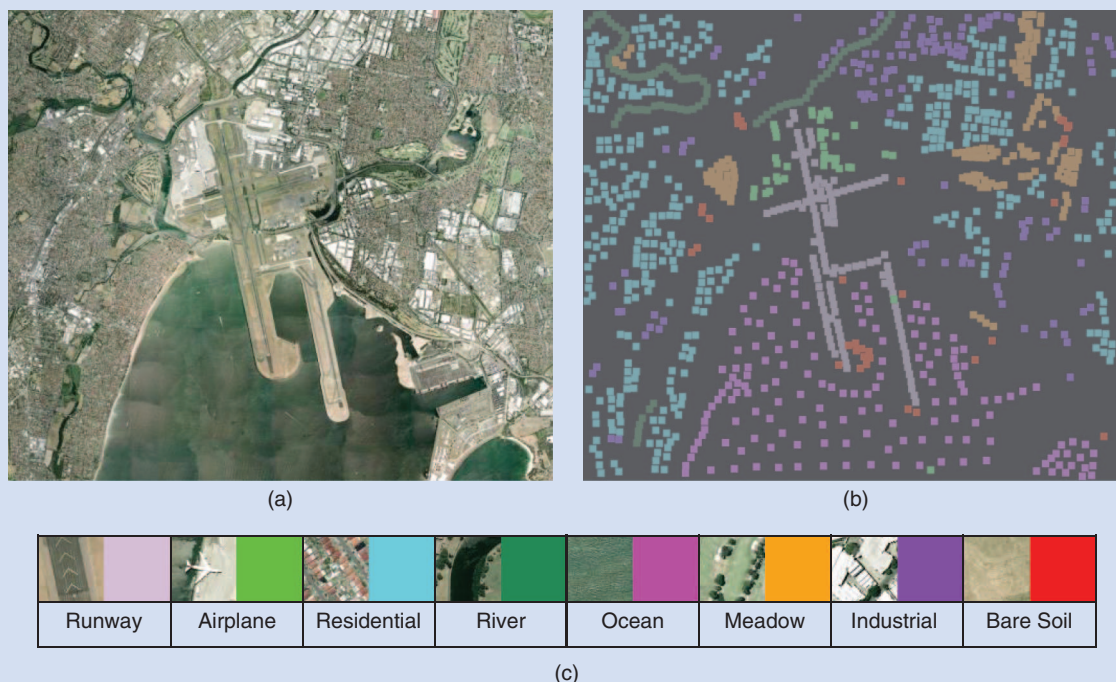 (a)
(b)
Runway
Airplane
Residential
River
Ocean
Meadow
Industrial
Bare Soil
(c)